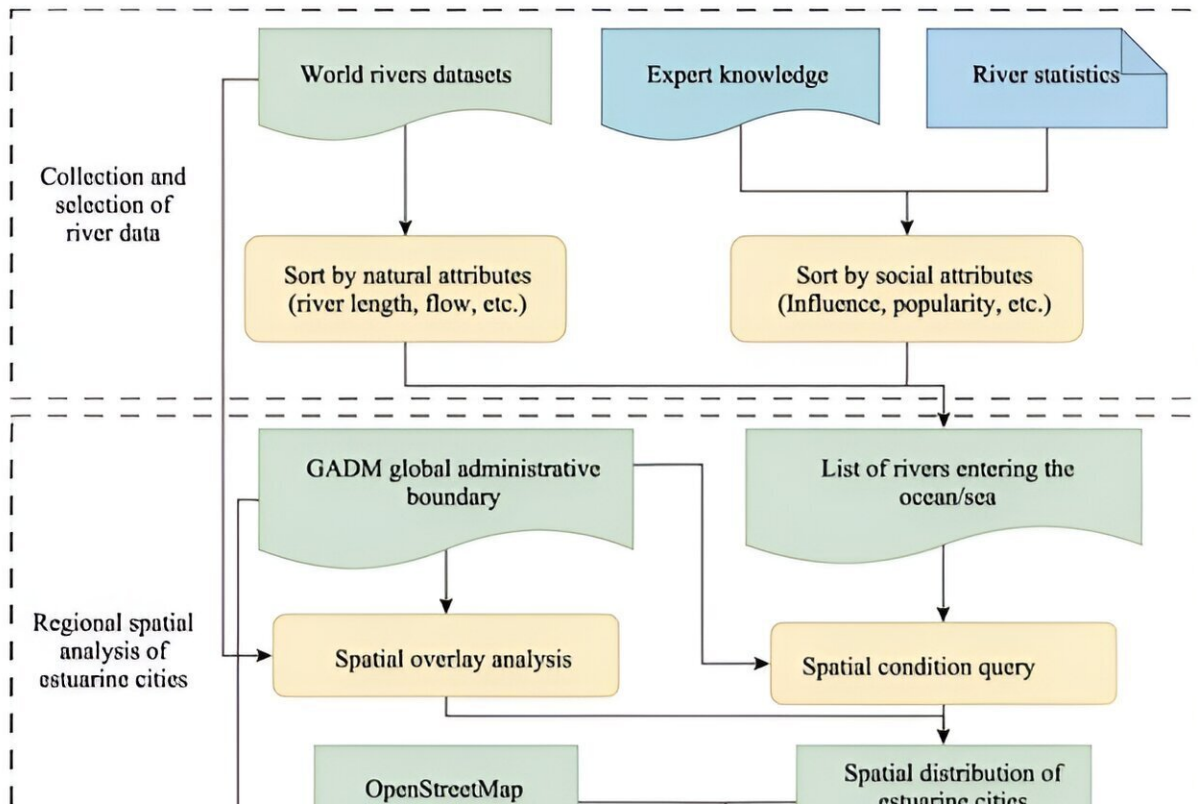 World rivers datasets
Expert knowledge
River statistics
Collection and
selection of
river data
Sort by natural attributes
(river length, flow, etc.)
Sort by social attributes
(Influence, popularity, etc.)
GADM global administrative
boundary
List of rivers entering the
ocean/sea
Regional spatial
analysis of
estuarine cities
Spatial overlay analysis
Spatial condition query
OpenStreetMap
Spatial distribution of
estuarine cities